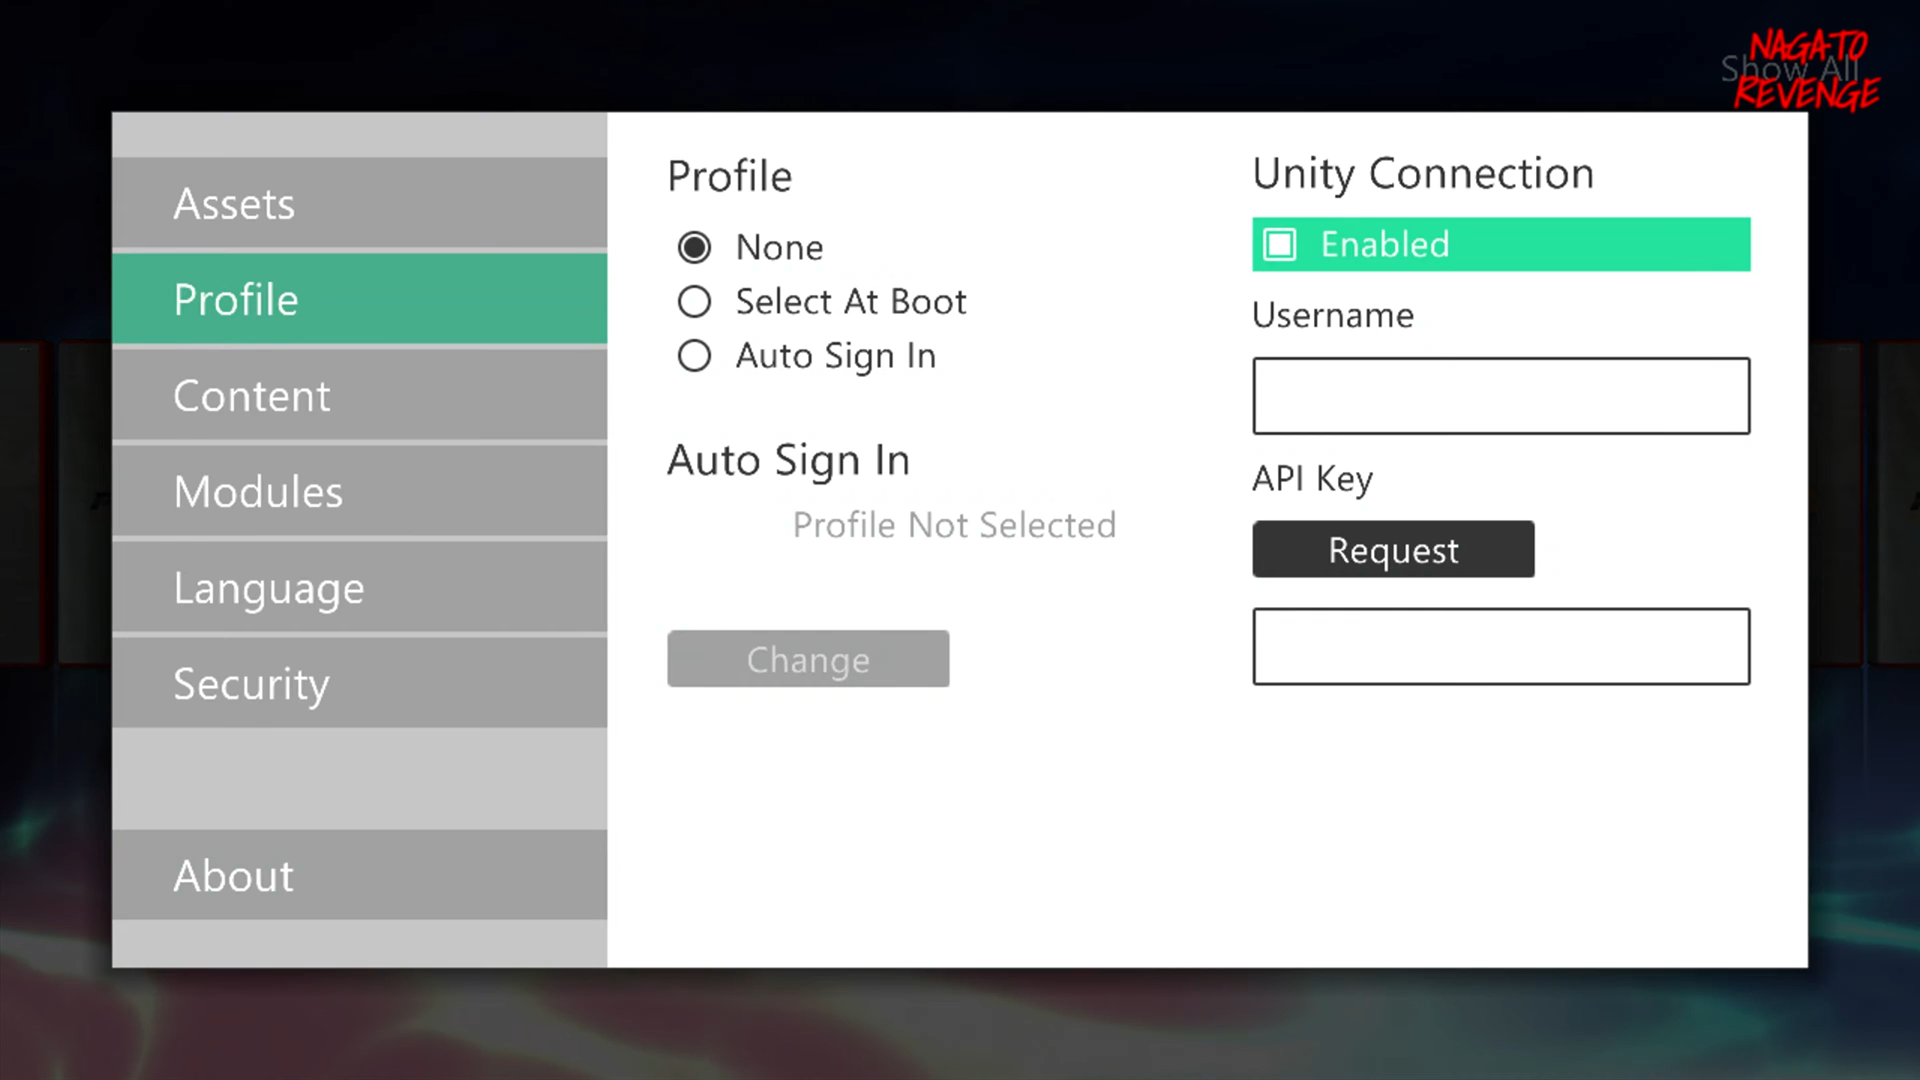 NAGATO
REVENGE
Show All
Assets
Profile
Content
Modules
Language
Security
About
Profile
None
Select At Boot
Auto Sign In
Auto Sign In
Profile Not Selected
Change
Unity Connection
Enabled
Username
API Key
Request